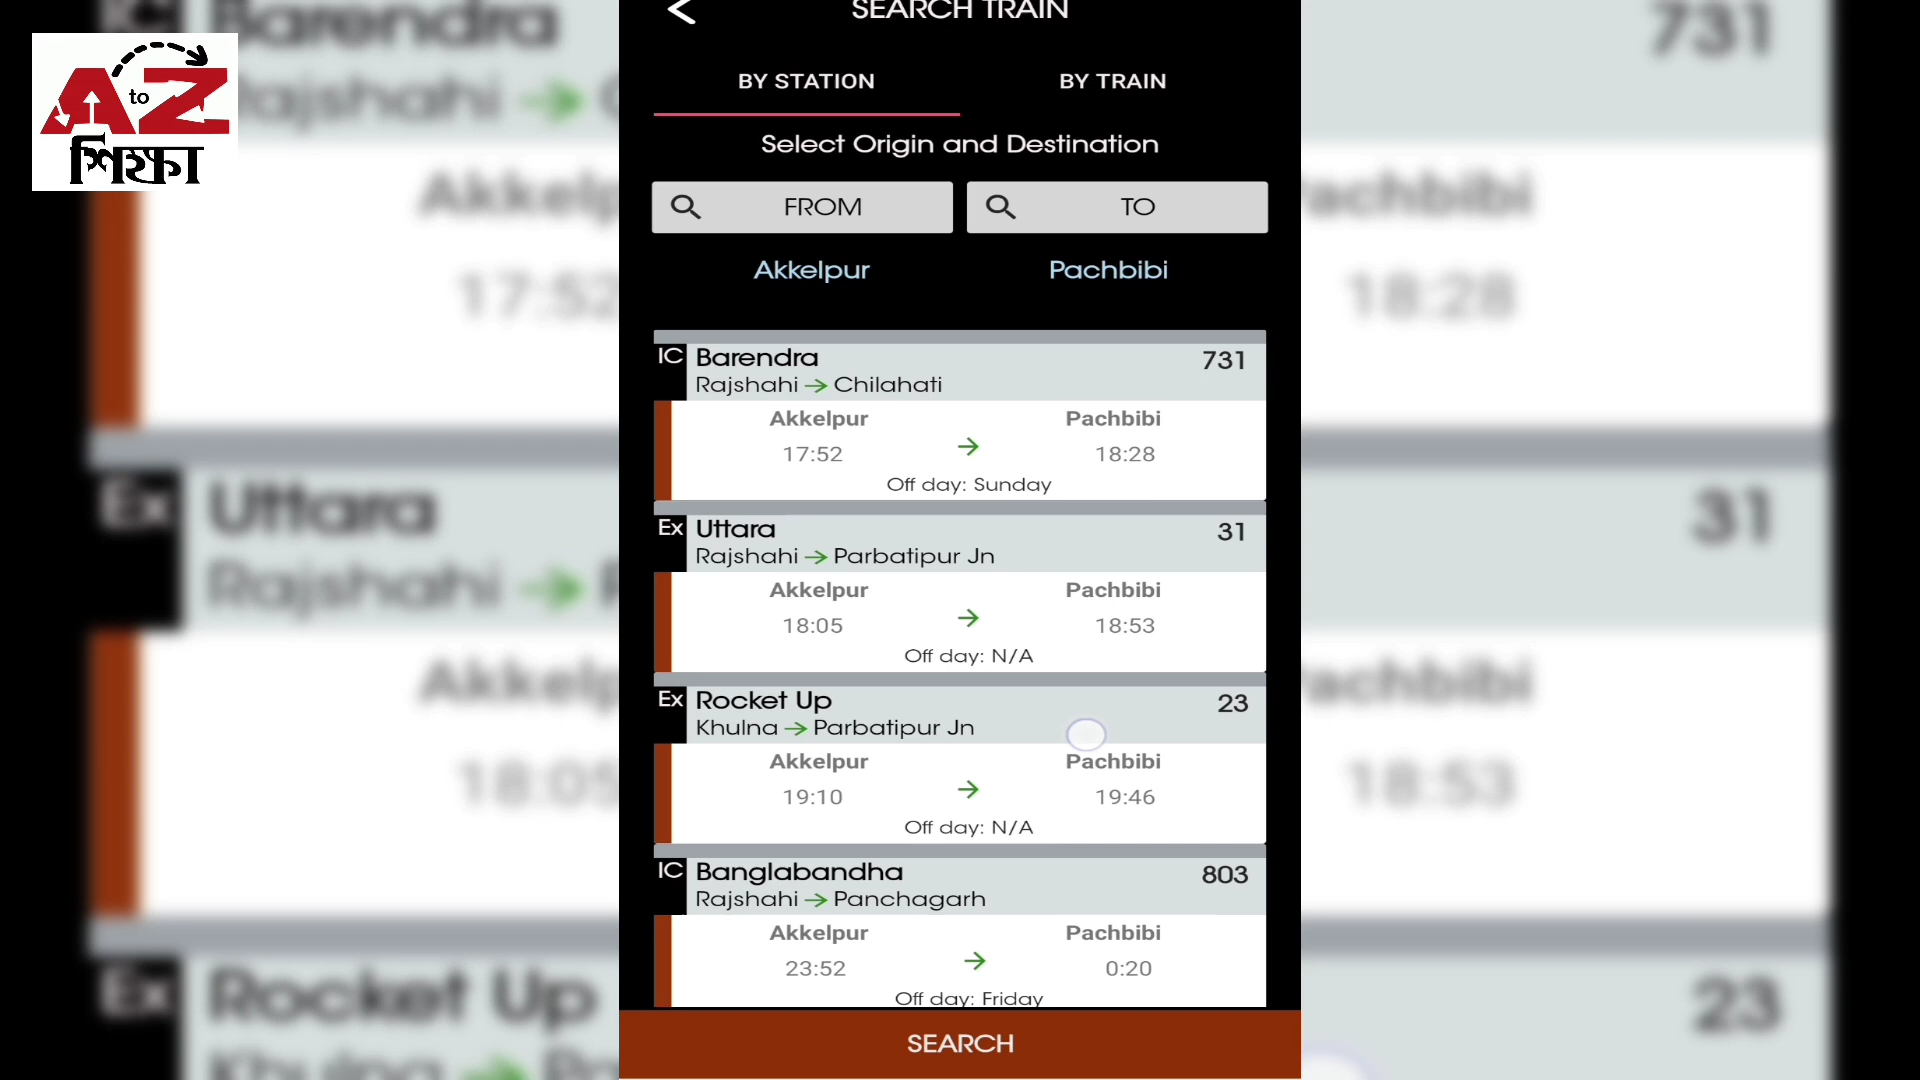 A to Z
শিক্ষা
SEARCH TRAIN
BY STATION BY TRAIN
Select Origin and Destination
FROM TO
Akkelpur Pachbibi
IC Barendra 731
Rajshahi → Chilahati
Akkelpur Pachbibi
17:52 → 18:28
Off day: Sunday
Ex Uttara 31
Rajshahi → Parbatipur Jn
Akkelpur Pachbibi
18:05 → 18:53
Off day: N/A
Ex Rocket Up 23
Khulna → Parbatipur Jn
Akkelpur Pachbibi
19:10 → 19:46
Off day: N/A
IC Banglabandha 803
Rajshahi → Panchagarh
Akkelpur Pachbibi
23:52 → 0:20
Off day: Friday
SEARCH